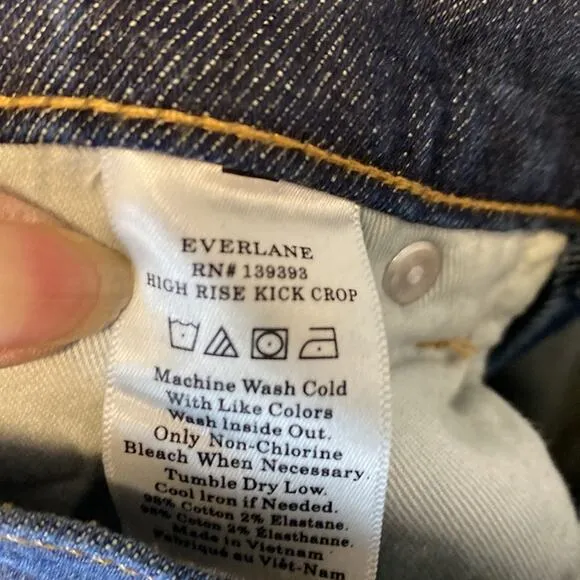 EVERLANE
RN# 139393
HIGH RISE KICK CROP
Machine Wash Cold
With Like Colors
Wash Inside Out.
Only Non-Chlorine
Bleach When Necessary.
Tumble Dry Low.
Cool Iron if Needed.
98% Cotton 2% Elastane.
98% Coton 2% Élasthanne.
Made in Vietnam
Fabriqué au Việt-Nam